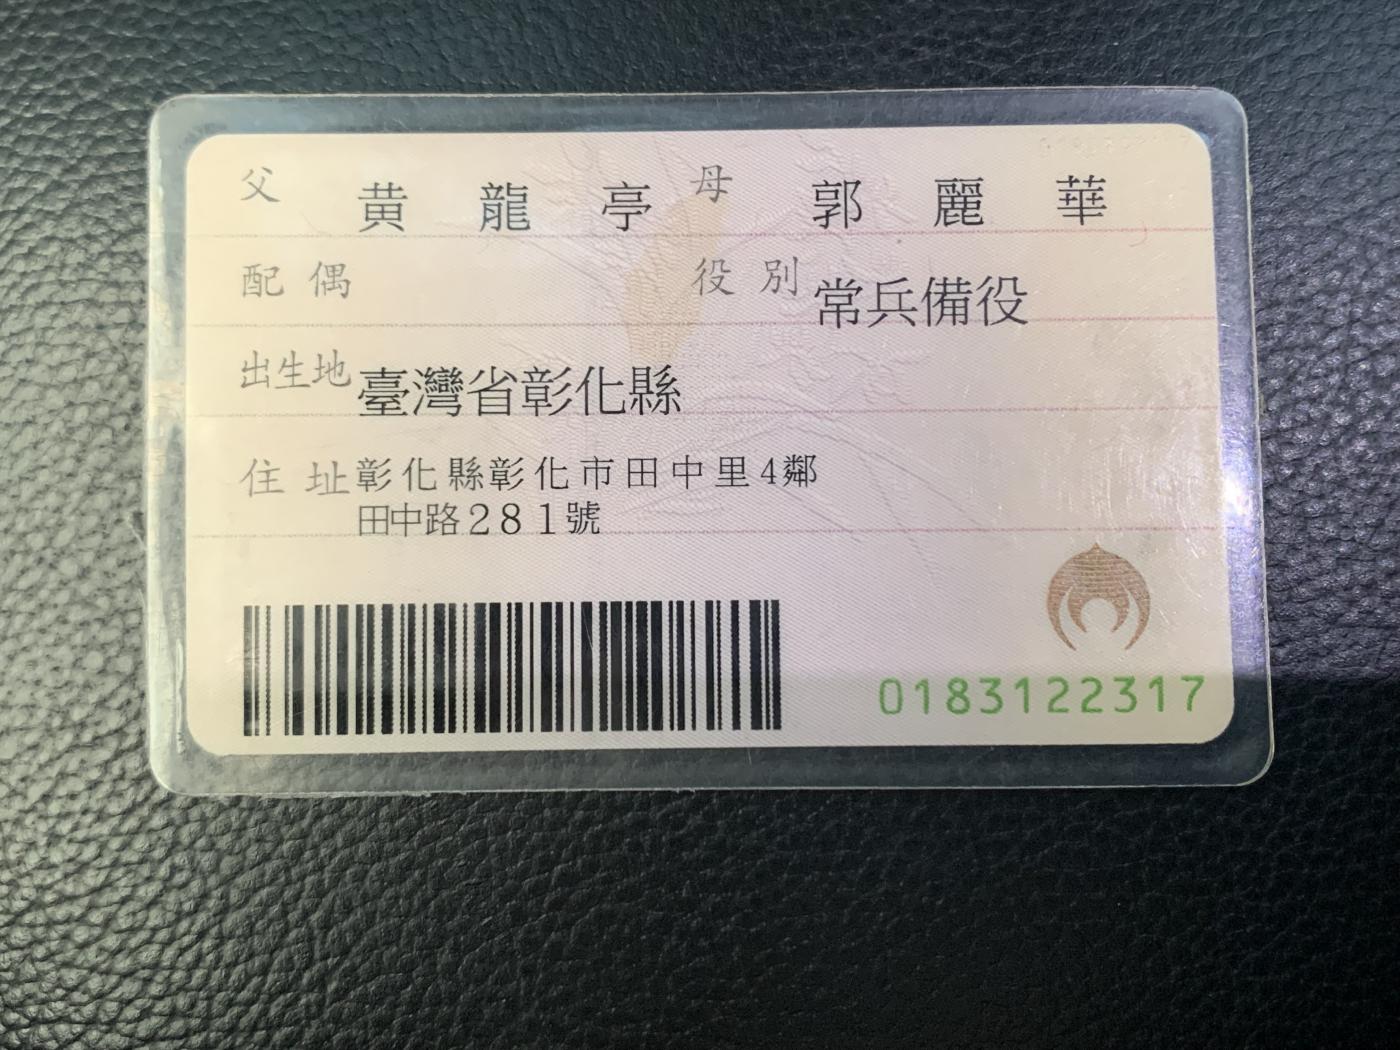 父 黄龍亭 母 郭麗華
配偶 役別 常兵備役
出生地 臺灣省彰化縣
住址 彰化縣彰化市田中里4鄰
田中路281號
0183122317